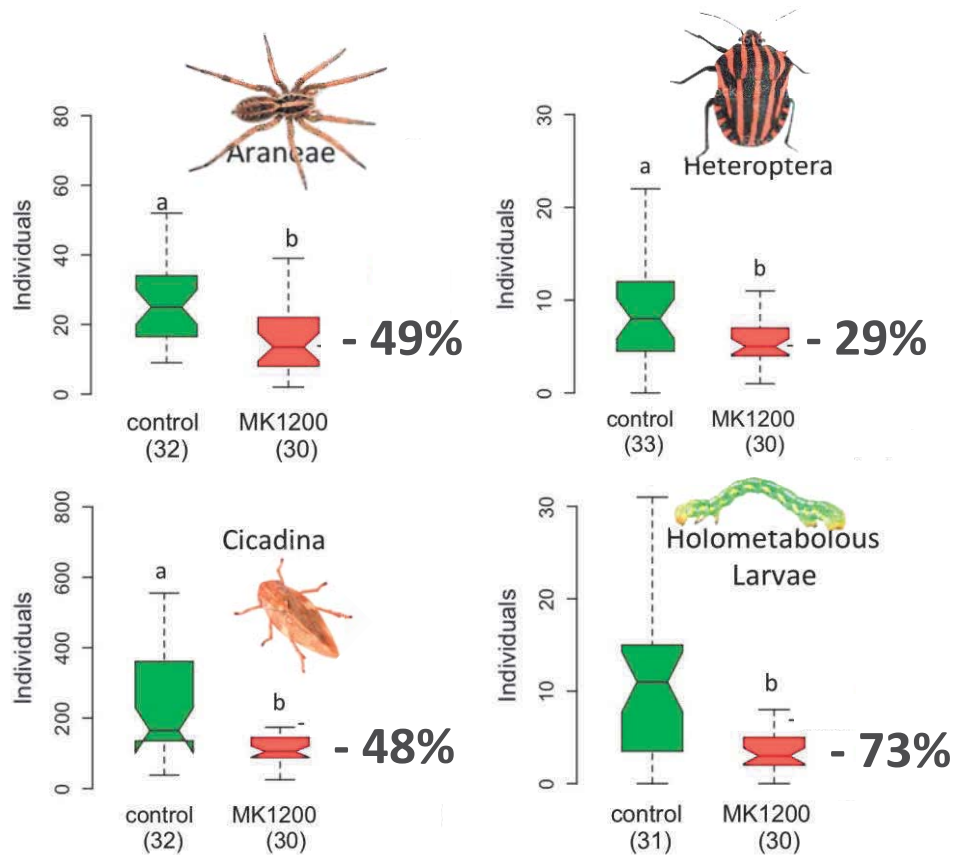 Araneae
Individuals
80
60
40
20
0
a
b
- 49%
control
(32)
MK1200
(30)
Heteroptera
Individuals
30
20
10
0
a
b
- 29%
control
(33)
MK1200
(30)
Cicadina
Individuals
800
600
400
200
0
a
b
- 48%
control
(32)
MK1200
(30)
Holometabolous
Larvae
Individuals
30
20
10
0
b
- 73%
control
(31)
MK1200
(30)